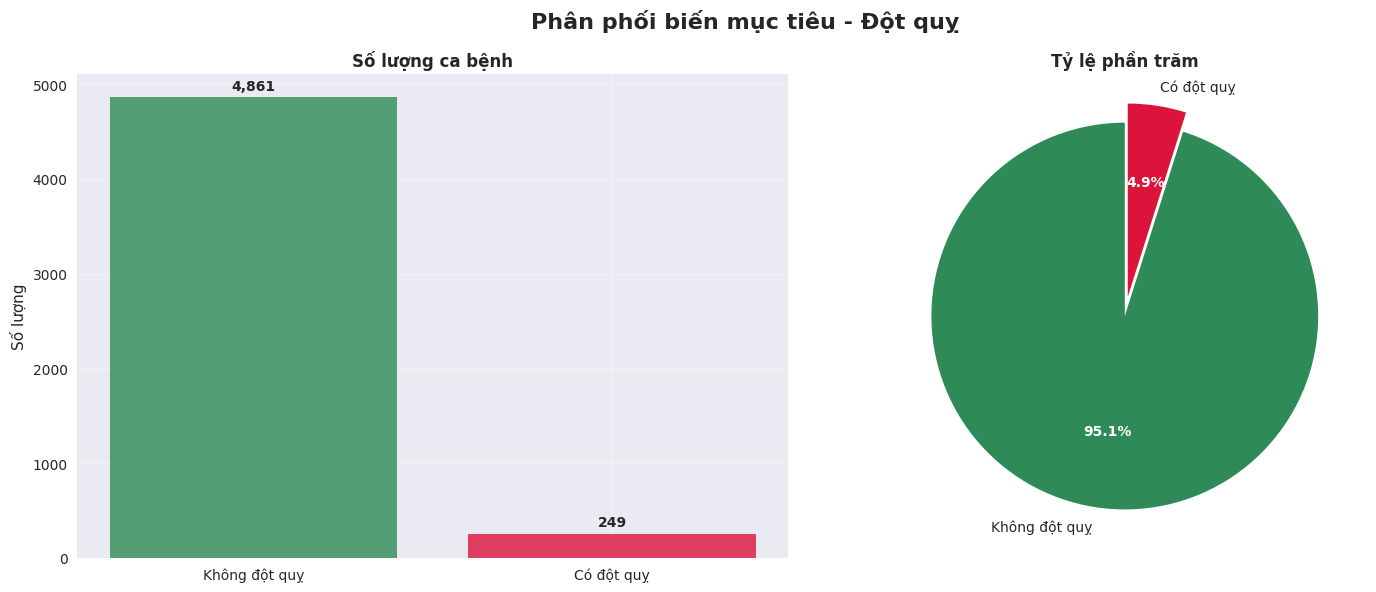 Phân phối biến mục tiêu - Đột quỵ
Số lượng ca bệnh
Số lượng
5000
4000
3000
2000
1000
0
4,861
249
Không đột quỵ
Có đột quỵ
Tỷ lệ phần trăm
Có đột quỵ
4.9%
95.1%
Không đột quỵ